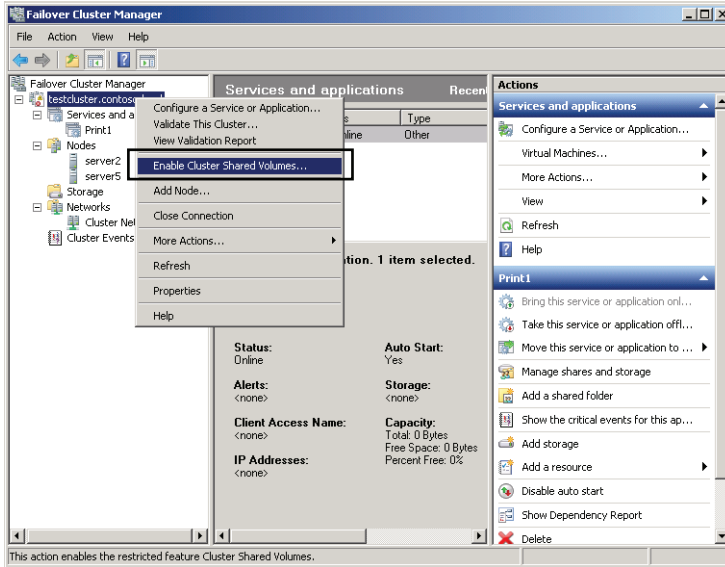 Failover Cluster Manager
File Action View Help
Failover Cluster Manager
testcluster.contoso
Services and a
Print1
Nodes
server2
server5
Storage
Networks
Cluster Net
Cluster Events
Configure a Service or Application...
Validate This Cluster...
View Validation Report
Enable Cluster Shared Volumes...
Add Node...
Close Connection
More Actions...
Refresh
Properties
Help
Services and applications Recent
Type
Other
tion. 1 item selected.
Status:
Online
Auto Start:
Yes
Alerts:
<none>
Storage:
<none>
Client Access Name:
<none>
Capacity:
Total: 0 Bytes
Free Space: 0 Bytes
Percent Free: 0%
IP Addresses:
<none>
Actions
Services and applications
Configure a Service or Application...
Virtual Machines...
More Actions...
View
Refresh
Help
Print1
Bring this service or application onl...
Take this service or application offl...
Move this service or application to ...
Manage shares and storage
Add a shared folder
Show the critical events for this ap...
Add storage
Add a resource
Disable auto start
Show Dependency Report
Delete
This action enables the restricted feature Cluster Shared Volumes.